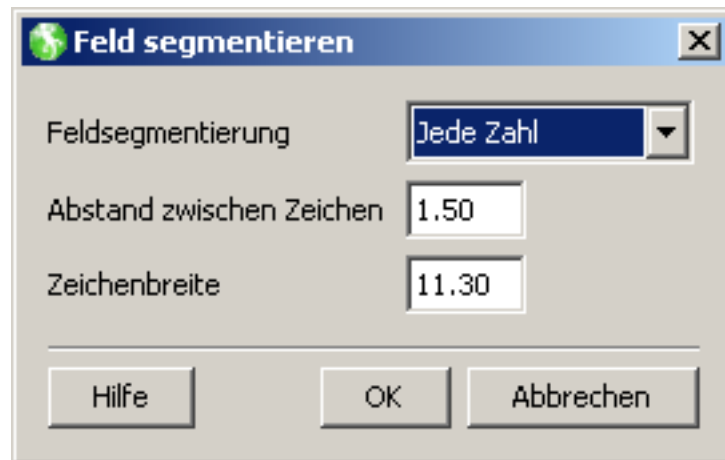 Feld segmentieren
Feldsegmentierung Jede Zahl
Abstand zwischen Zeichen 1.50
Zeichenbreite 11.30
Hilfe OK Abbrechen